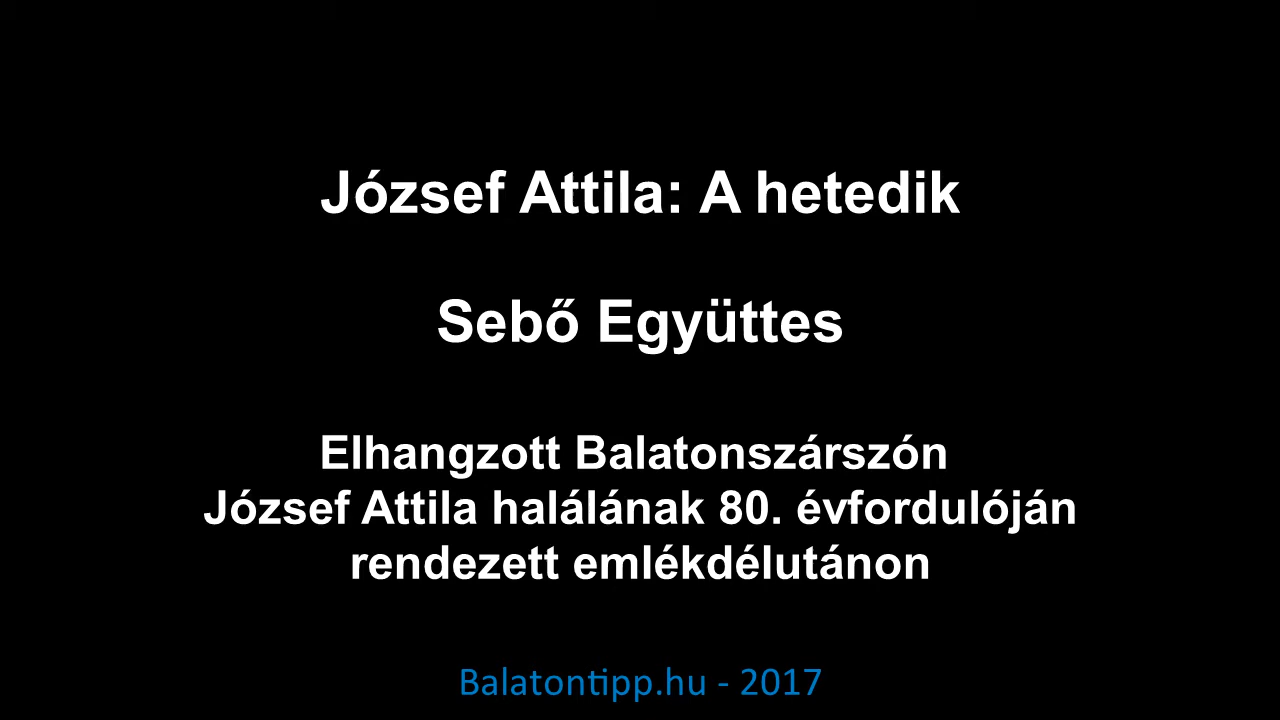 József Attila: A hetedik
Sebő Együttes
Elhangzott Balatonszárszón
József Attila halálának 80. évfordulóján
rendezett emlékdélutánon
Balatontipp.hu - 2017